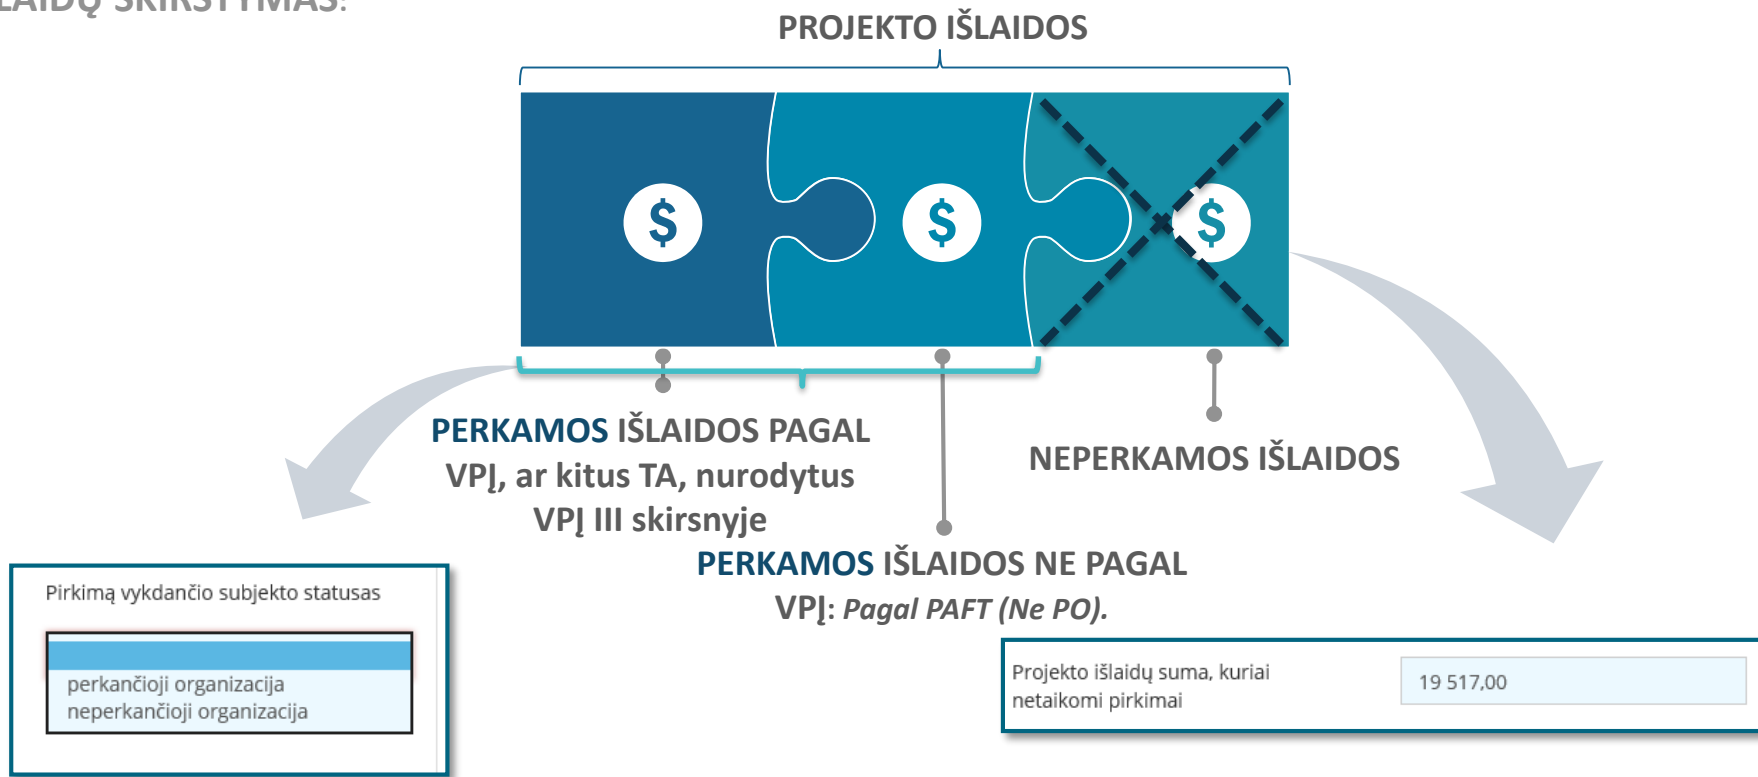 SKIRSTYMAS:
PROJEKTO IŠLAIDOS
$ $ $
PERKAMOS IŠLAIDOS PAGAL
VPĮ, ar kitus TA, nurodytus
VPĮ III skirsnyje
NEPERKAMOS IŠLAIDOS
PERKAMOS IŠLAIDOS NE PAGAL
VPĮ: Pagal PAFT (Ne PO).
Pirkimą vykdančio subjekto statusas
perkančioji organizacija
neperkančioji organizacija
Projekto išlaidų suma, kuriai
netaikomi pirkimai
19 517,00